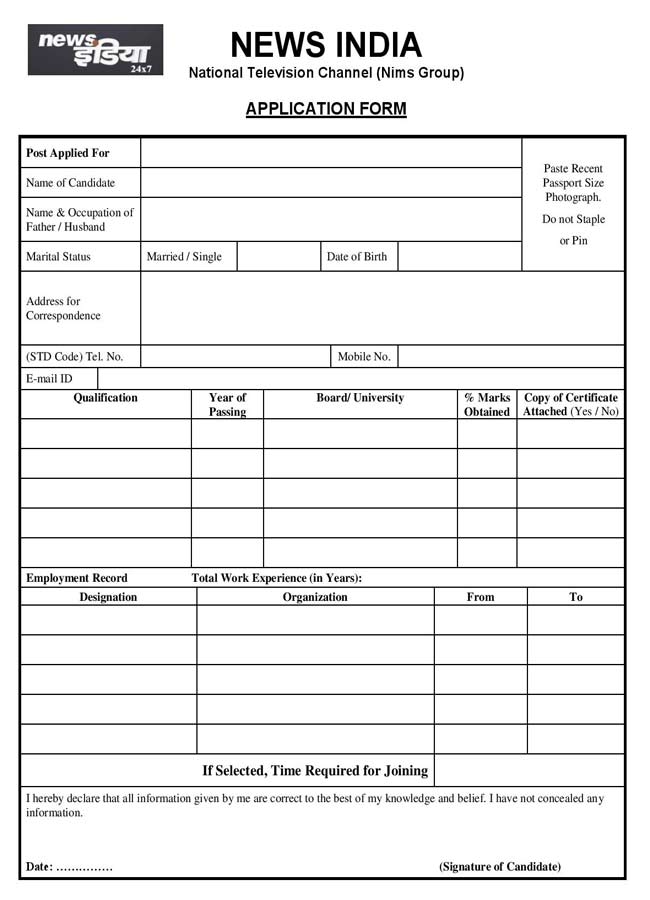 news
इंडिया
24x7
NEWS INDIA
National Television Channel (Nims Group)
APPLICATION FORM
Post Applied For
Paste Recent
Passport Size
Photograph.
Do not Staple
or Pin
Name of Candidate
Name & Occupation of
Father / Husband
Marital Status
Married / Single
Date of Birth
Address for
Correspondence
(STD Code) Tel. No.
Mobile No.
E-mail ID
Qualification
Year of
Passing
Board/ University
% Marks
Obtained
Copy of Certificate
Attached (Yes / No)
Employment Record
Total Work Experience (in Years):
Designation
Organization
From
To
If Selected, Time Required for Joining
I hereby declare that all information given by me are correct to the best of my knowledge and belief. I have not concealed any
information.
Date: ……………
(Signature of Candidate)